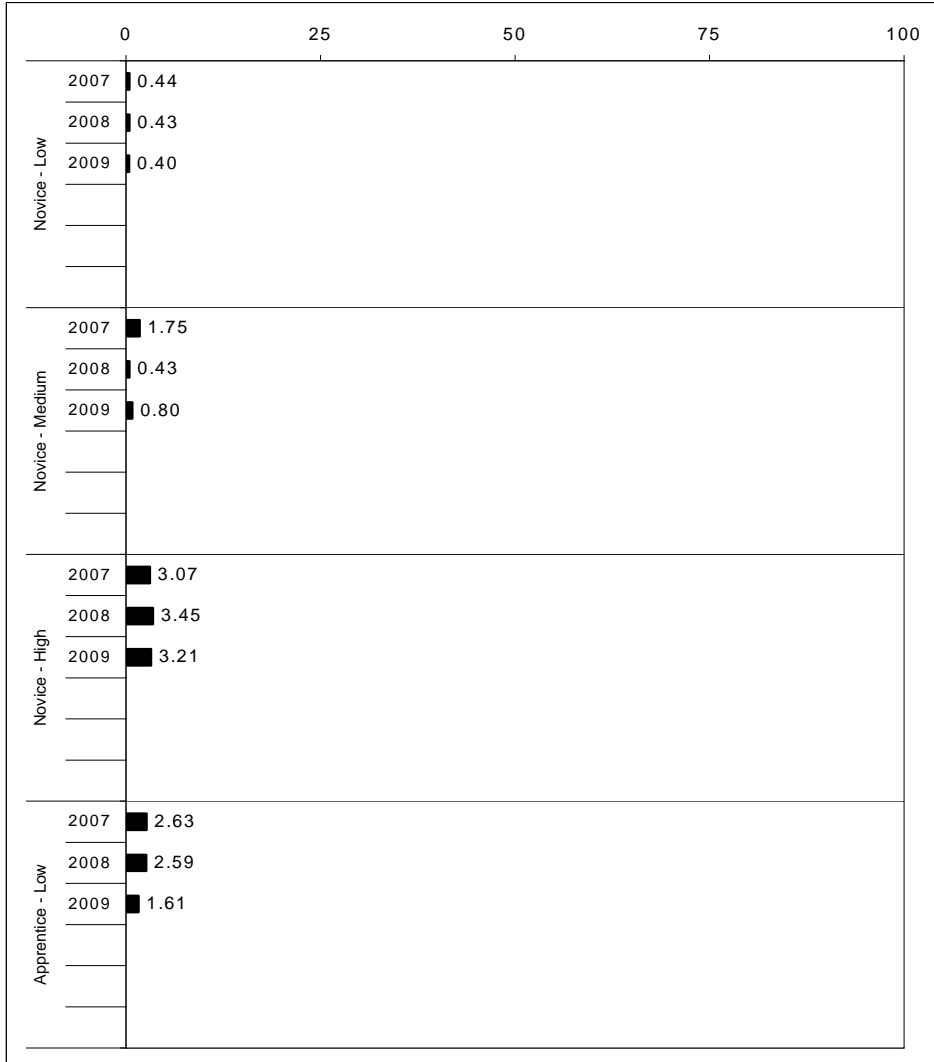 0 25 50 75 100
Novice - Low
2007 0.44
2008 0.43
2009 0.40
Novice - Medium
2007 1.75
2008 0.43
2009 0.80
Novice - High
2007 3.07
2008 3.45
2009 3.21
Apprentice - Low
2007 2.63
2008 2.59
2009 1.61